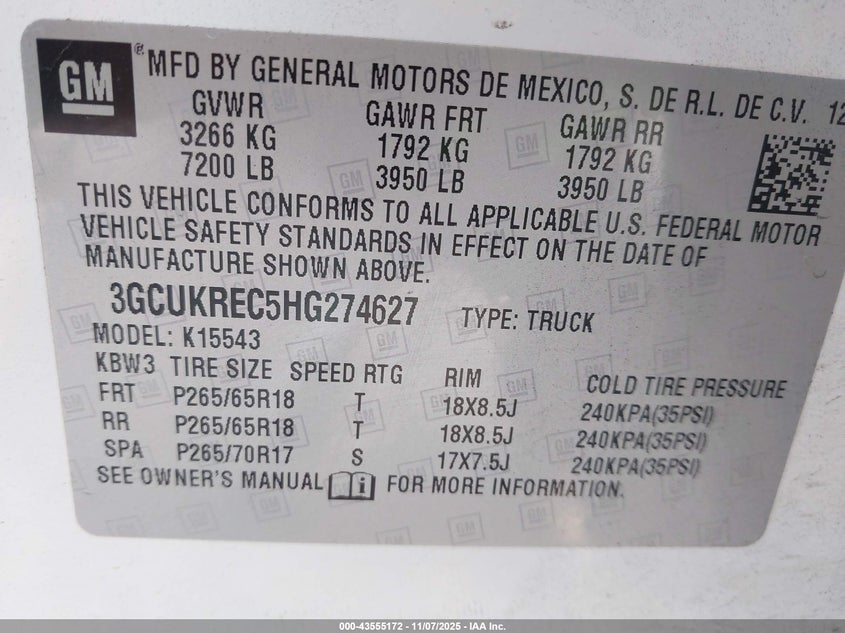 GM ® MFD BY GENERAL MOTORS DE MEXICO, S. DE R.L. DE C.V. 12
GVWR GAWR FRT GAWR RR
3266 KG 1792 KG 1792 KG
7200 LB 3950 LB 3950 LB
THIS VEHICLE CONFORMS TO ALL APPLICABLE U.S. FEDERAL MOTOR
VEHICLE SAFETY STANDARDS IN EFFECT ON THE DATE OF
MANUFACTURE SHOWN ABOVE.
3GCUKREC5HG274627 TYPE: TRUCK
MODEL: K15543
KBW3 TIRE SIZE SPEED RTG RIM COLD TIRE PRESSURE
FRT P265/65R18 T 18X8.5J 240KPA(35PSI)
RR P265/65R18 T 18X8.5J 240KPA(35PSI)
SPA P265/70R17 S 17X7.5J 240KPA(35PSI)
SEE OWNER'S MANUAL FOR MORE INFORMATION.
000-43555172 - 11/07/2025 - IAA Inc.